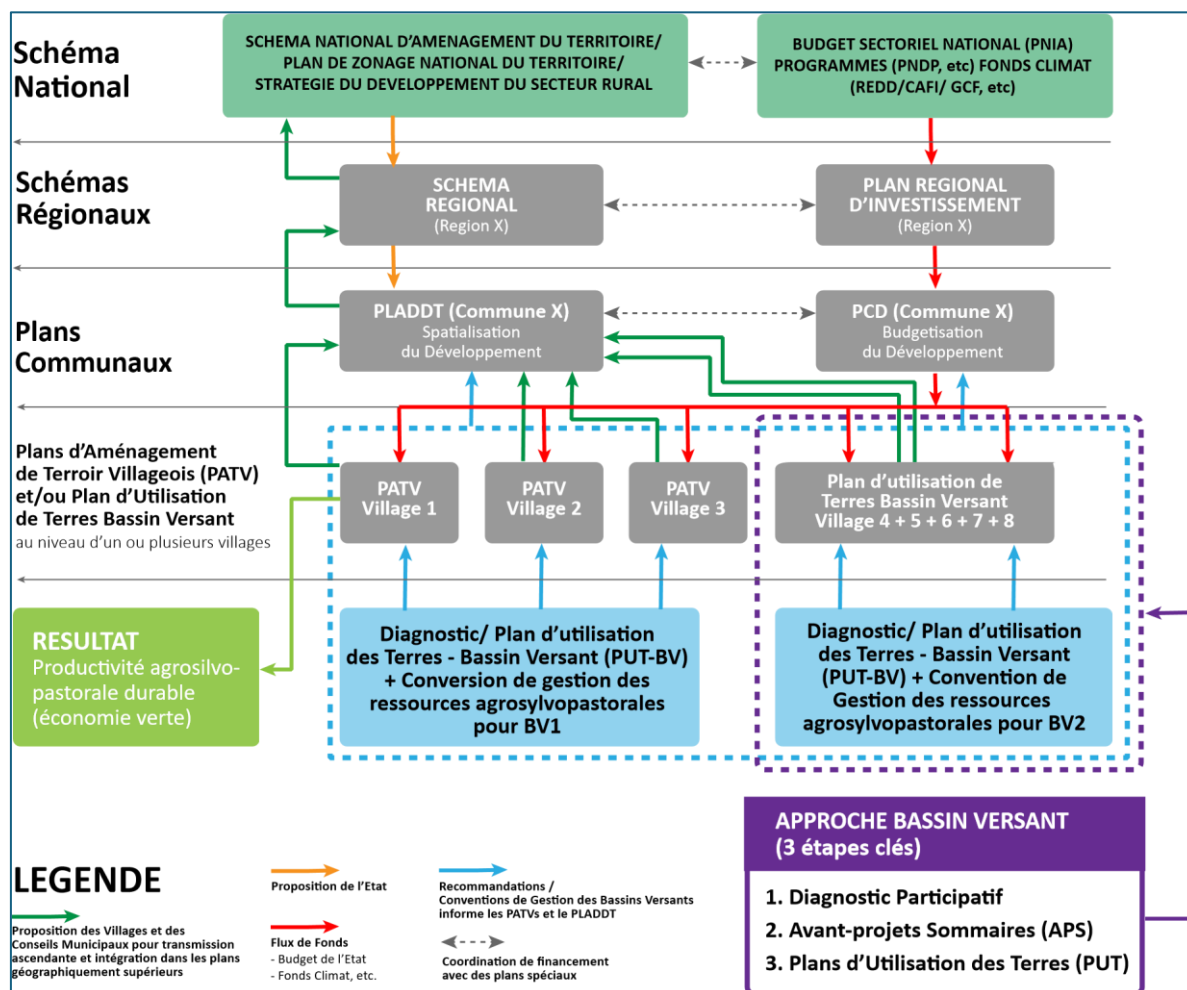 Schéma
National
SCHEMA NATIONAL D'AMENAGEMENT DU TERRITOIRE/
PLAN DE ZONAGE NATIONAL DU TERRITOIRE/
STRATEGIE DU DEVELOPPEMENT DU SECTEUR RURAL
BUDGET SECTORIEL NATIONAL (PNIA)
PROGRAMMES (PNDP, etc) FONDS CLIMAT
(REDD/CAFI/ GCF, etc)
Schémas
Régionaux
SCHEMA
REGIONAL
(Region X)
PLAN REGIONAL
D'INVESTISSEMENT
(Region X)
Plans
Communaux
PLADDT (Commune X)
Spatialisation
du Développement
PCD (Commune X)
Budgetisation
du Développement
Plans d'Aménagement
de Terroir Villageois (PATV)
et/ou Plan d'Utilisation
de Terres Bassin Versant
au niveau d'un ou plusieurs villages
PATV
Village 1
PATV
Village 2
PATV
Village 3
Plan d'utilisation de
Terres Bassin Versant
Village 4 + 5 + 6 + 7 + 8
RESULTAT
Productivité agrosilvo-
pastorale durable
(économie verte)
Diagnostic/ Plan d'utilisation
des Terres - Bassin Versant (PUT-BV)
+ Conversion de gestion des
ressources agrosylvopastorales
pour BV1
Diagnostic/ Plan d'utilisation
des Terres - Bassin Versant
(PUT-BV) + Convention de
Gestion des ressources
agrosylvopastorales pour BV2
APPROCHE BASSIN VERSANT
(3 étapes clés)
1. Diagnostic Participatif
2. Avant-projets Sommaires (APS)
3. Plans d'Utilisation des Terres (PUT)
LEGENDE
Proposition des Villages et des
Conseils Municipaux pour transmission
ascendante et intégration dans les plans
géographiquement supérieurs
Proposition de l'Etat
Flux de Fonds
- Budget de l'Etat
- Fonds Climat, etc.
Recommandations /
Conventions de Gestion des Bassins Versants
informe les PATVs et le PLADDT
Coordination de financement
avec des plans spéciaux